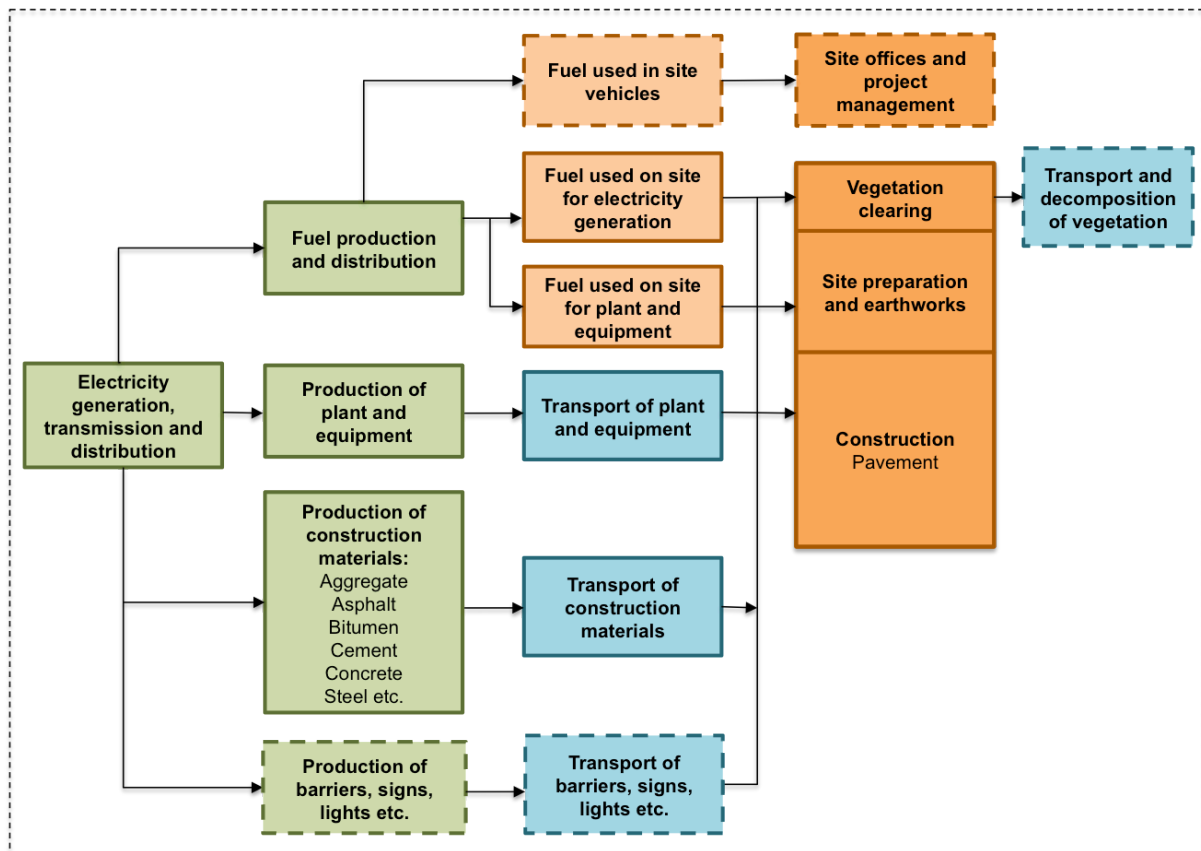 Fuel used in site
vehicles
Site offices and
project
management
Fuel used on site
for electricity
generation
Vegetation
clearing
Transport and
decomposition
of vegetation
Fuel production
and distribution
Fuel used on site
for plant and
equipment
Site preparation
and earthworks
Electricity
generation,
transmission and
distribution
Production of
plant and
equipment
Transport of plant
and equipment
Construction
Pavement
Production of
construction
materials:
Aggregate
Asphalt
Bitumen
Cement
Concrete
Steel etc.
Transport of
construction
materials
Production of
barriers, signs,
lights etc.
Transport of
barriers, signs,
lights etc.